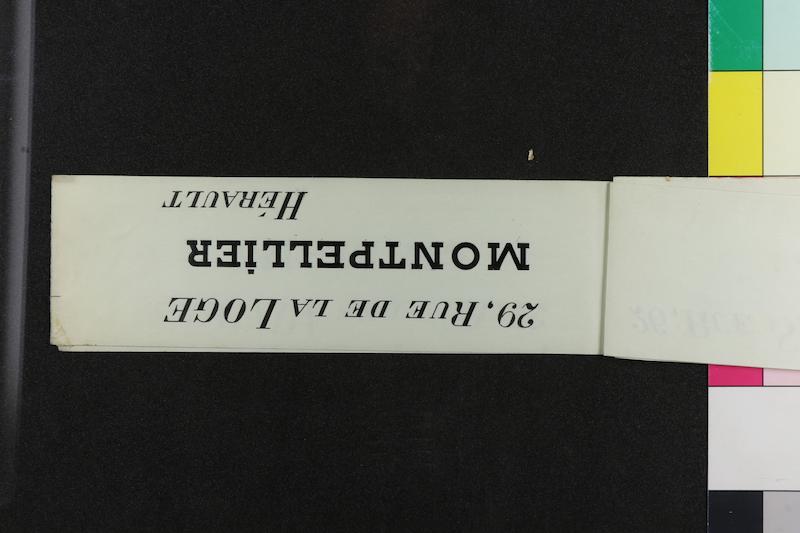 29, RUE DE LA LOGE
MONTPELLIER
HÉRAULT